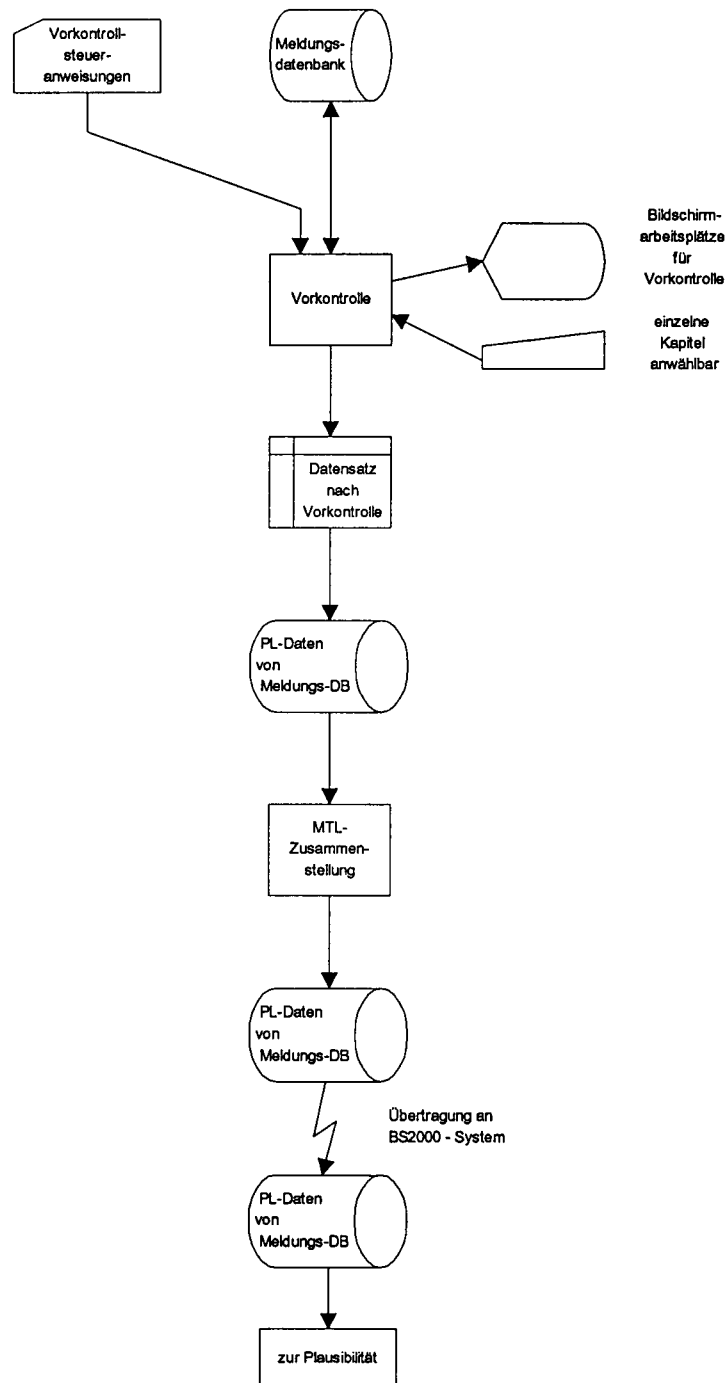 Vorkontroll-
steuer-
anweisungen
Meldungs-
datenbank
Bildschirm-
arbeitsplätze
für
Vorkontrolle
Vorkontrolle
einzelne
Kapitel
anwählbar
Datensatz
nach
Vorkontrolle
PL-Daten
von
Meldungs-DB
MTL-
Zusammen-
stellung
PL-Daten
von
Meldungs-DB
Übertragung an
BS2000 - System
PL-Daten
von
Meldungs-DB
zur Plausibilität